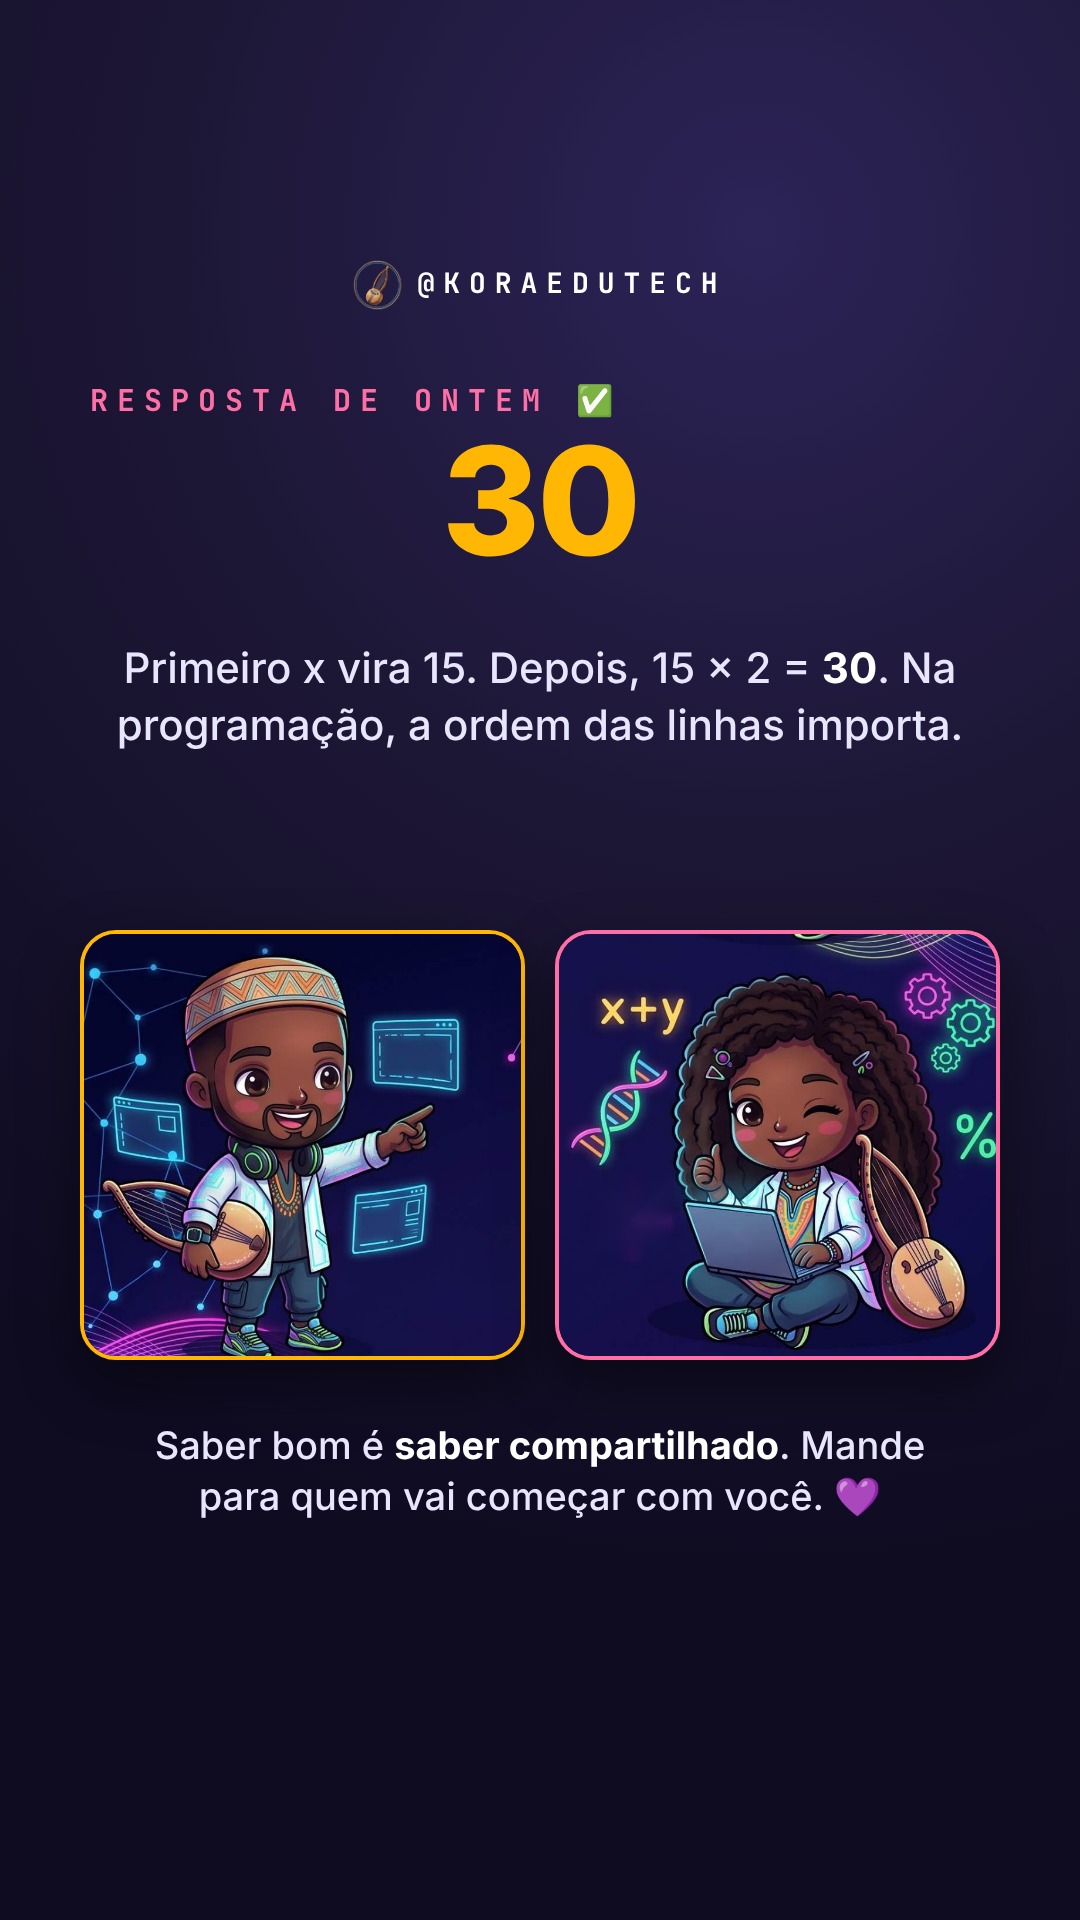 @KORAEDUTECH
RESPOSTA DE ONTEM ✅
30
Primeiro x vira 15. Depois, 15 × 2 = 30. Na
programação, a ordem das linhas importa.
x+y
%
Saber bom é saber compartilhado. Mande
para quem vai começar com você. 💜